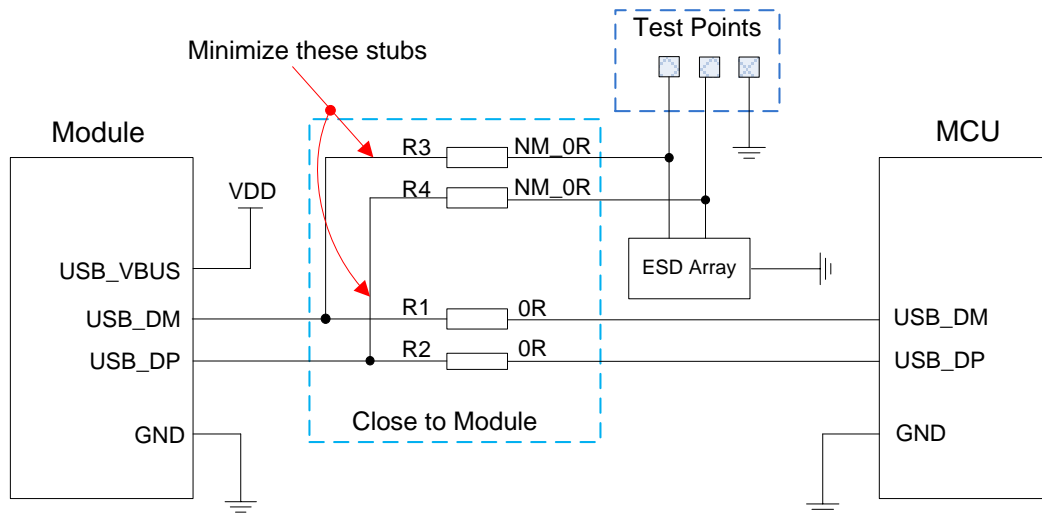 Test Points
Minimize these stubs
Module
MCU
R3
NM_0R
R4
NM_0R
VDD
USB_VBUS
ESD Array
USB_DM
R1
0R
USB_DM
USB_DP
R2
0R
USB_DP
Close to Module
GND
GND